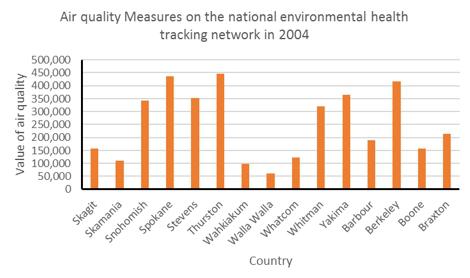 Air quality Measures on the national environmental health
tracking network in 2004
Value of air quality
500,000
450,000
400,000
350,000
300,000
250,000
200,000
150,000
100,000
50,000
0
Skagit
Skamania
Snohomish
Spokane
Stevens
Thurston
Wahkiakum
Walla Walla
Whatcom
Whitman
Yakima
Barbour
Berkeley
Boone
Braxton
Country